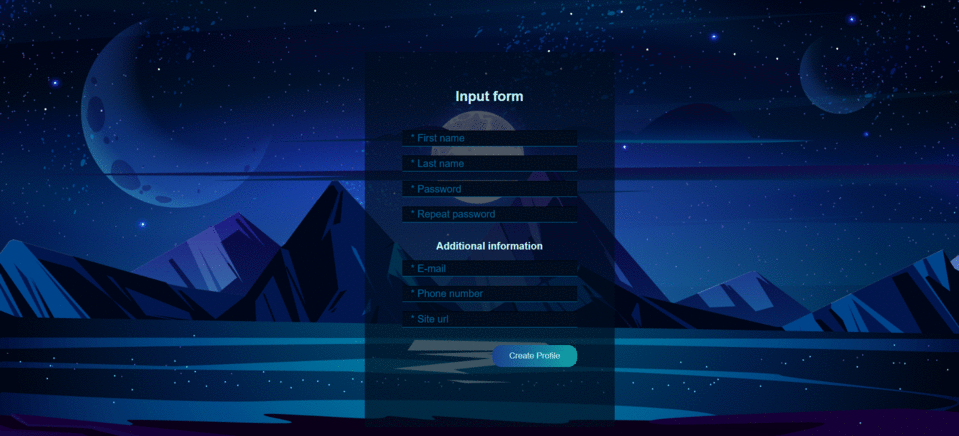 Input form
* First name
* Last name
* Password
* Repeat password
Additional information
* E-mail
* Phone number
* Site url
Create Profile